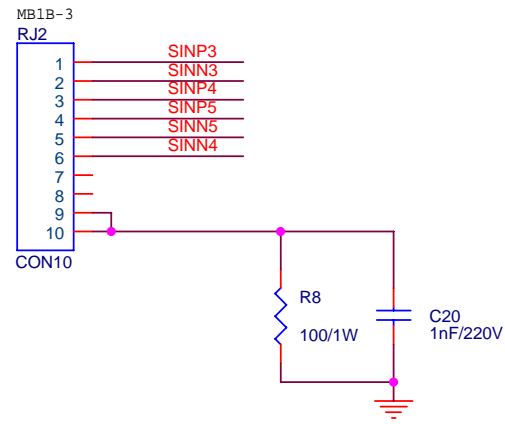 MB1B-3
RJ2
1 SINP3
2 SINN3
3 SINP4
4 SINP5
5 SINN5
6 SINN4
7
8
9
10
CON10
R8
100/1W
C20
1nF/220V